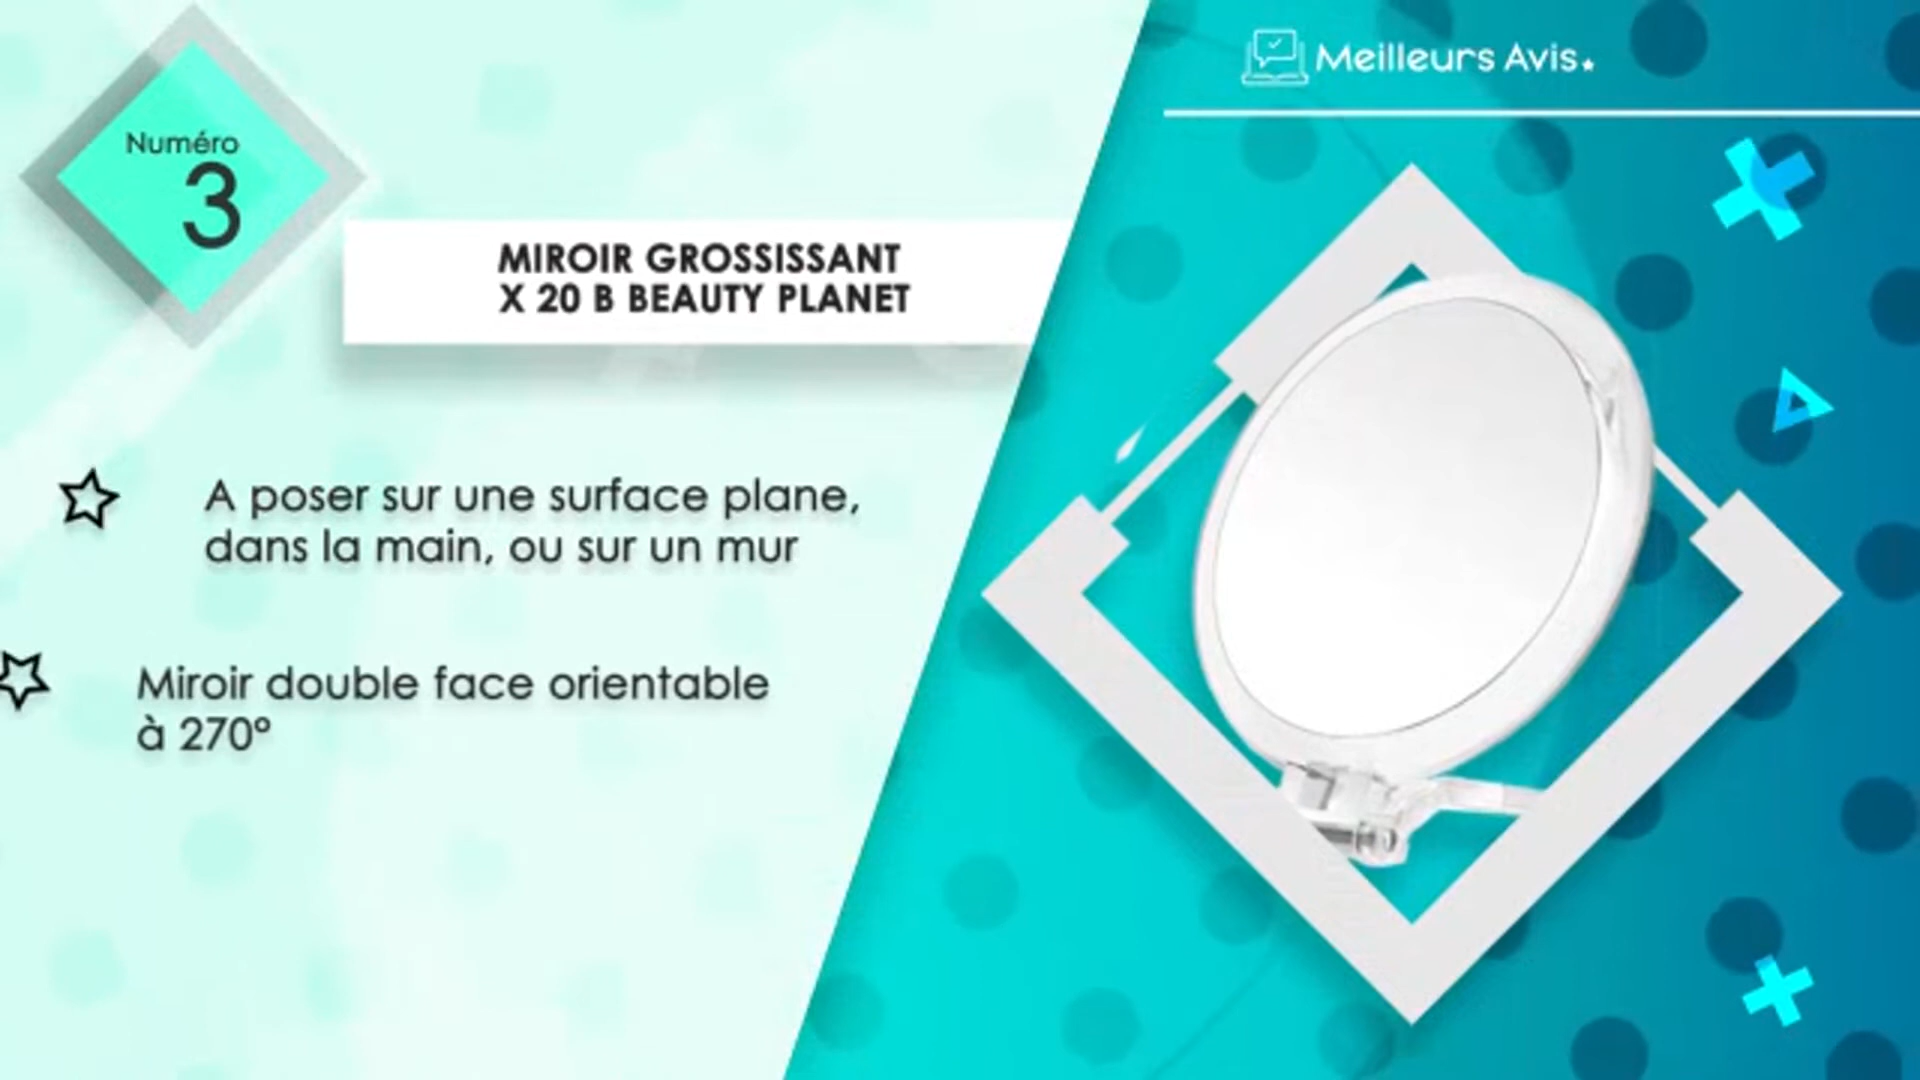 Numéro
3
MIROIR GROSSISSANT
X 20 B BEAUTY PLANET
A poser sur une surface plane,
dans la main, ou sur un mur
Miroir double face orientable
à 270°
Meilleurs Avis